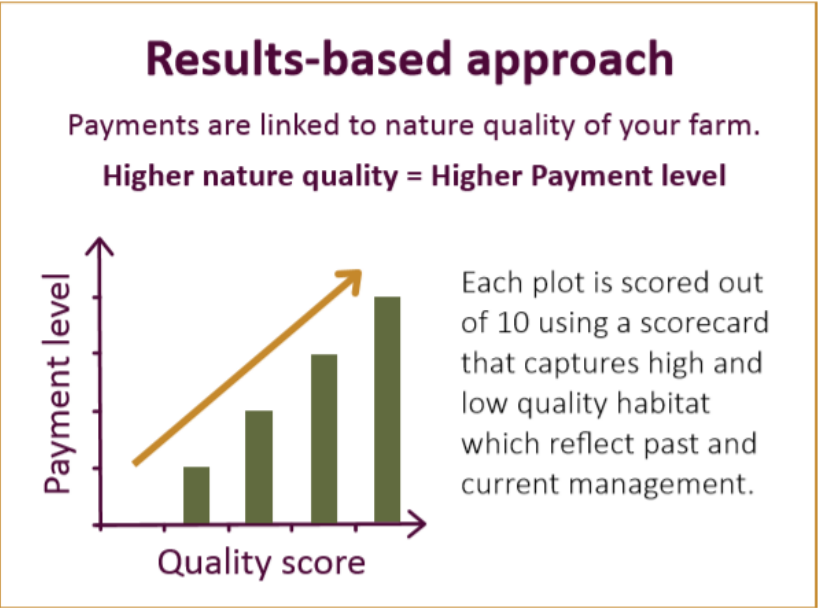 Results-based approach
Payments are linked to nature quality of your farm.
Higher nature quality = Higher Payment level
Payment level
Each plot is scored out
of 10 using a scorecard
that captures high and
low quality habitat
which reflect past and
current management.
Quality score